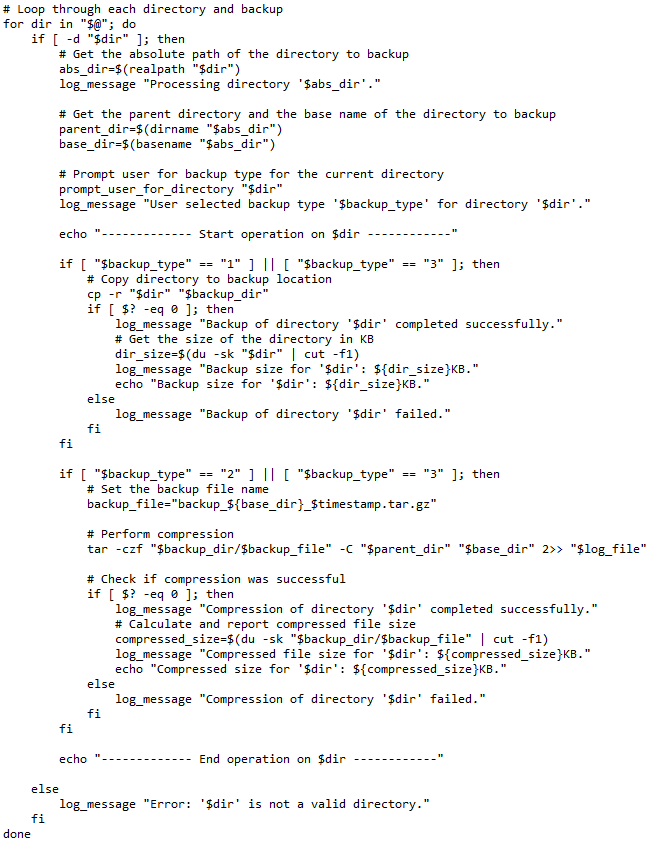 # Loop through each directory and backup
for dir in "$@"; do
    if [ -d "$dir" ]; then
        # Get the absolute path of the directory to backup
        abs_dir=$(realpath "$dir")
        log_message "Processing directory '$abs_dir'."

        # Get the parent directory and the base name of the directory to backup
        parent_dir=$(dirname "$abs_dir")
        base_dir=$(basename "$abs_dir")

        # Prompt user for backup type for the current directory
        prompt_user_for_directory "$dir"
        log_message "User selected backup type '$backup_type' for directory '$dir'."

        echo "------------- Start operation on $dir ------------"

        if [ "$backup_type" == "1" ] || [ "$backup_type" == "3" ]; then
            # Copy directory to backup location
            cp -r "$dir" "$backup_dir"
            if [ $? -eq 0 ]; then
                log_message "Backup of directory '$dir' completed successfully."
                # Get the size of the directory in KB
                dir_size=$(du -sk "$dir" | cut -f1)
                log_message "Backup size for '$dir': ${dir_size}KB."
                echo "Backup size for '$dir': ${dir_size}KB."
            else
                log_message "Backup of directory '$dir' failed."
            fi
        fi

        if [ "$backup_type" == "2" ] || [ "$backup_type" == "3" ]; then
            # Set the backup file name
            backup_file="backup_${base_dir}_$timestamp.tar.gz"

            # Perform compression
            tar -czf "$backup_dir/$backup_file" -C "$parent_dir" "$base_dir" 2>> "$log_file"

            # Check if compression was successful
            if [ $? -eq 0 ]; then
                log_message "Compression of directory '$dir' completed successfully."
                # Calculate and report compressed file size
                compressed_size=$(du -sk "$backup_dir/$backup_file" | cut -f1)
                log_message "Compressed file size for '$dir': ${compressed_size}KB."
                echo "Compressed size for '$dir': ${compressed_size}KB."
            else
                log_message "Compression of directory '$dir' failed."
            fi
        fi

        echo "------------- End operation on $dir ------------"

    else
        log_message "Error: '$dir' is not a valid directory."
    fi
done